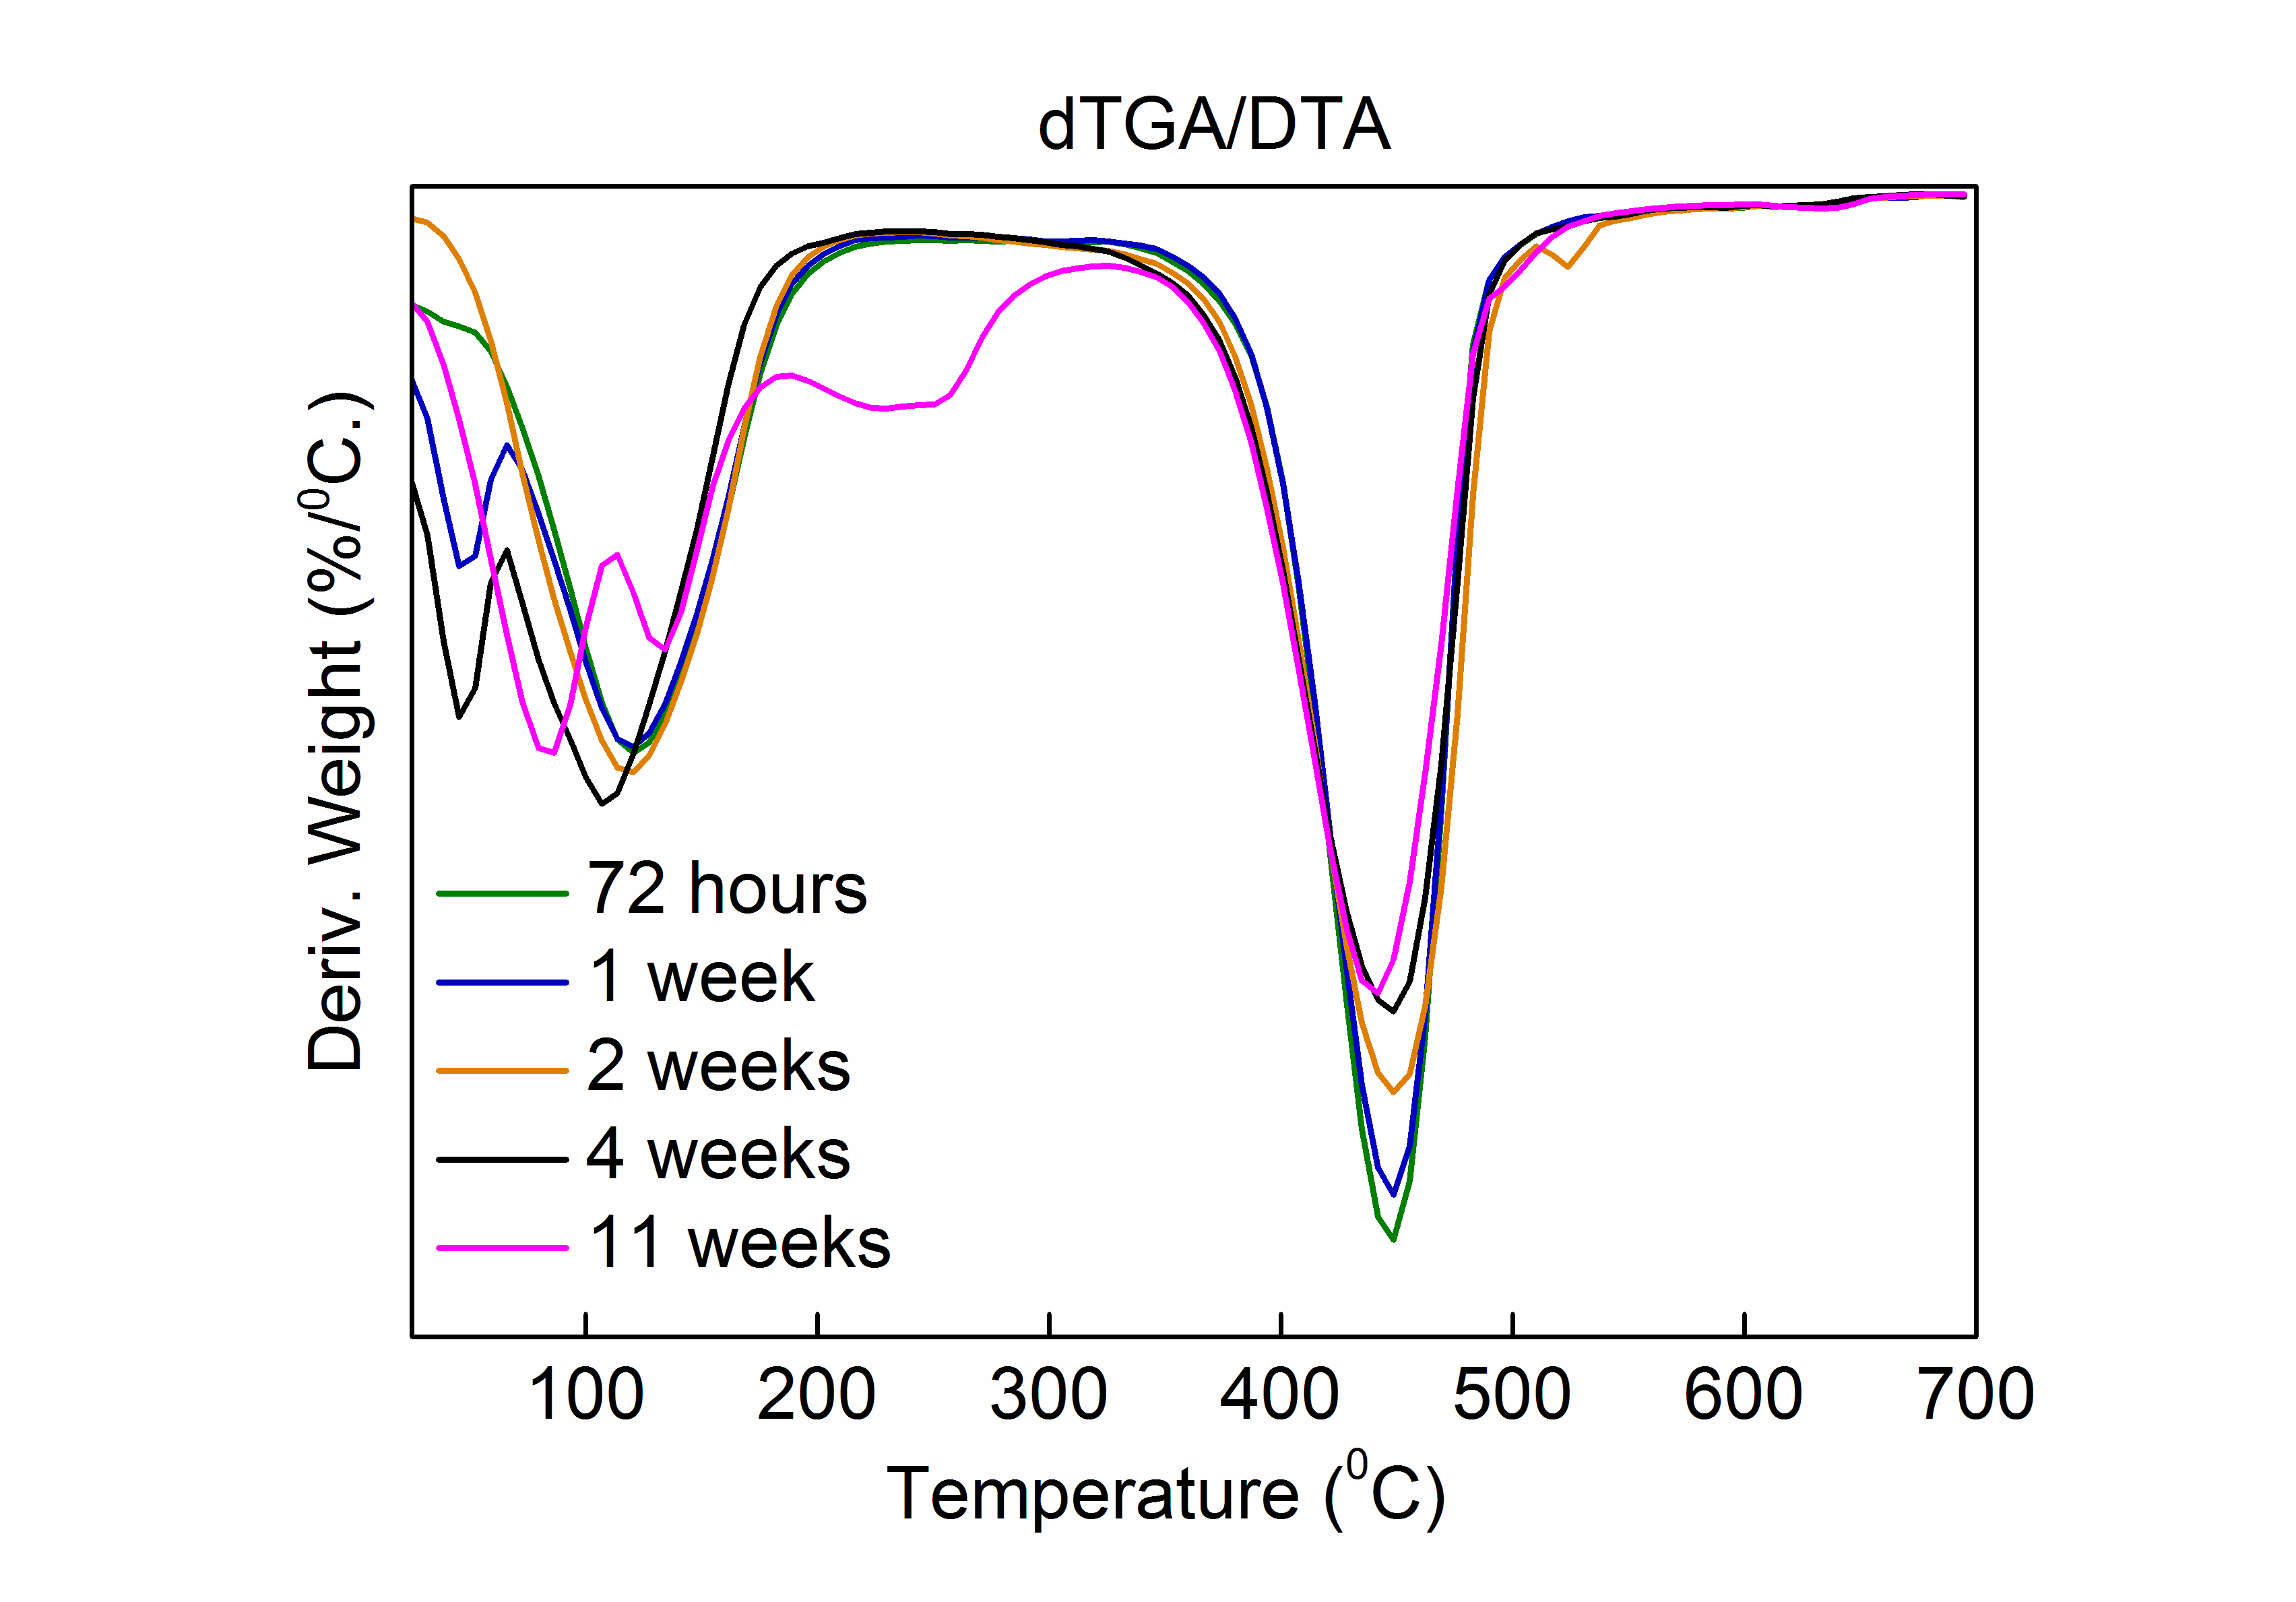 dTGA/DTA
Deriv. Weight (%/⁰C.)
72 hours
1 week
2 weeks
4 weeks
11 weeks
100 200 300 400 500 600 700
Temperature (⁰C)